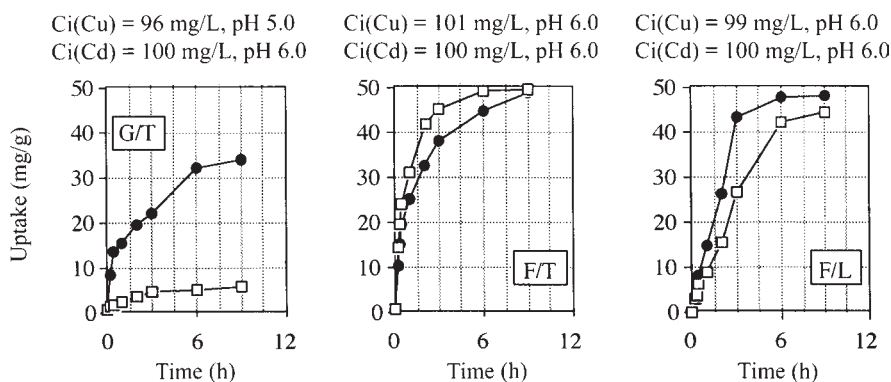 Ci(Cu) = 96 mg/L, pH 5.0
Ci(Cd) = 100 mg/L, pH 6.0
Ci(Cu) = 101 mg/L, pH 6.0
Ci(Cd) = 100 mg/L, pH 6.0
Ci(Cu) = 99 mg/L, pH 6.0
Ci(Cd) = 100 mg/L, pH 6.0
Uptake (mg/g)
50
40
30
20
10
0
G/T
0 6 12
Time (h)
50
40
30
20
10
F/T
0 6 12
Time (h)
50
40
30
20
10
F/L
0 6 12
Time (h)